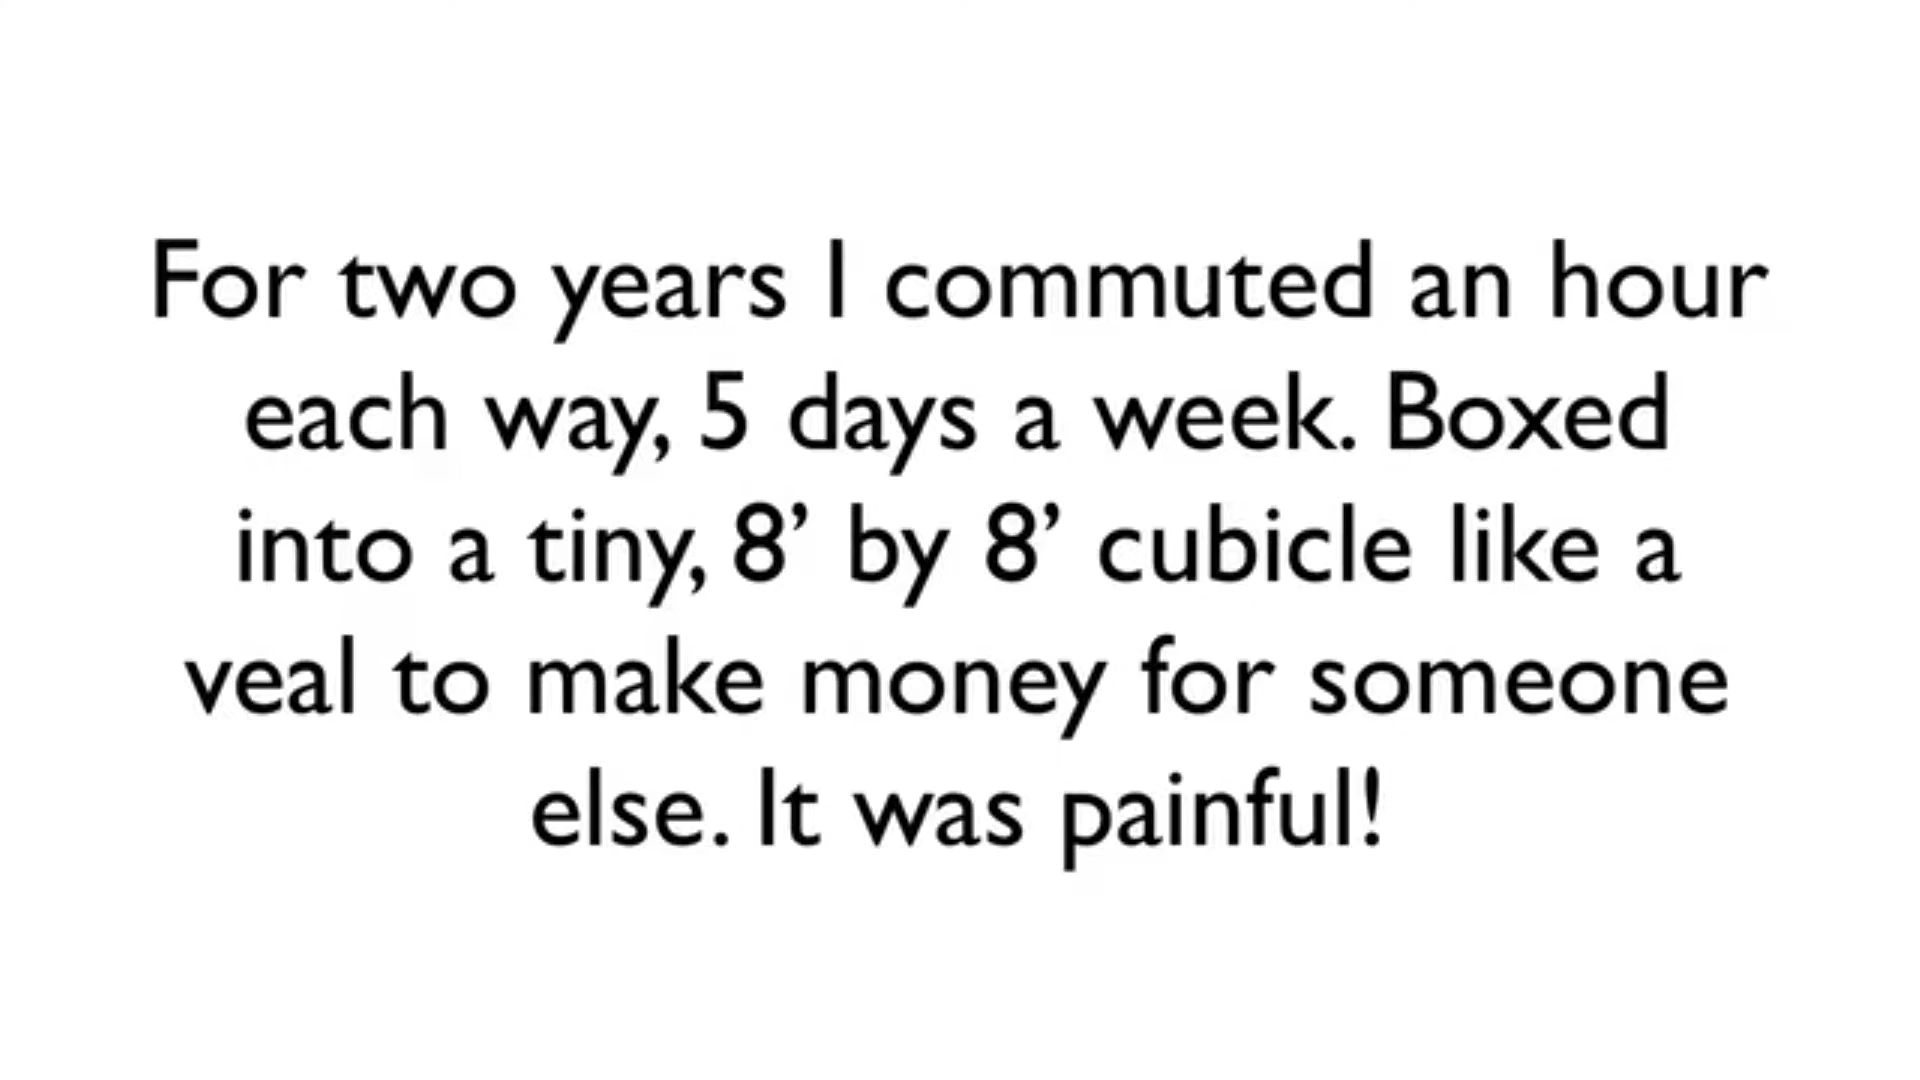 For two years I commuted an hour
each way, 5 days a week. Boxed
into a tiny, 8’ by 8’ cubicle like a
veal to make money for someone
else. It was painful!